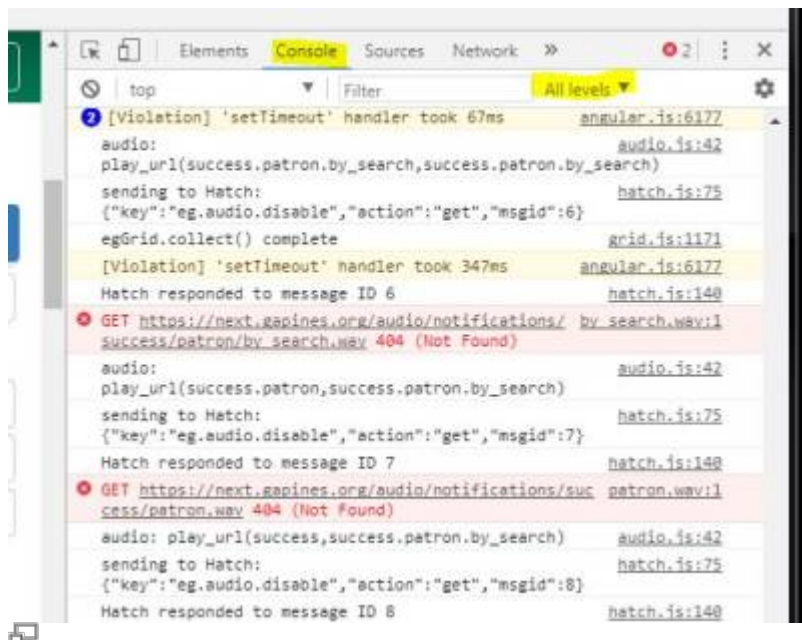 Elements Console Sources Network » 2
top Filter All levels
2 [Violation] 'setTimeout' handler took 67ms angular.js:6177
audio: audio.js:42
play_url(success.patron.by_search,success.patron.by_search)
sending to Hatch: hatch.js:75
{"key":"eg.audio.disable","action":"get","msgid":6}
egGrid.collect() complete grid.js:1171
[Violation] 'setTimeout' handler took 347ms angular.js:6177
Hatch responded to message ID 6 hatch.js:140
GET https://next.gapines.org/audio/notifications/ by_search.wav:1
success/patron/by_search.wav 404 (Not Found)
audio: audio.js:42
play_url(success.patron,success.patron.by_search)
sending to Hatch: hatch.js:75
{"key":"eg.audio.disable","action":"get","msgid":7}
Hatch responded to message ID 7 hatch.js:140
GET https://next.gapines.org/audio/notifications/suc patron.wav:1
cess/patron.wav 404 (Not Found)
audio: play_url(success,success.patron.by_search) audio.js:42
sending to Hatch: hatch.js:75
{"key":"eg.audio.disable","action":"get","msgid":8}
Hatch responded to message ID 8 hatch.js:140